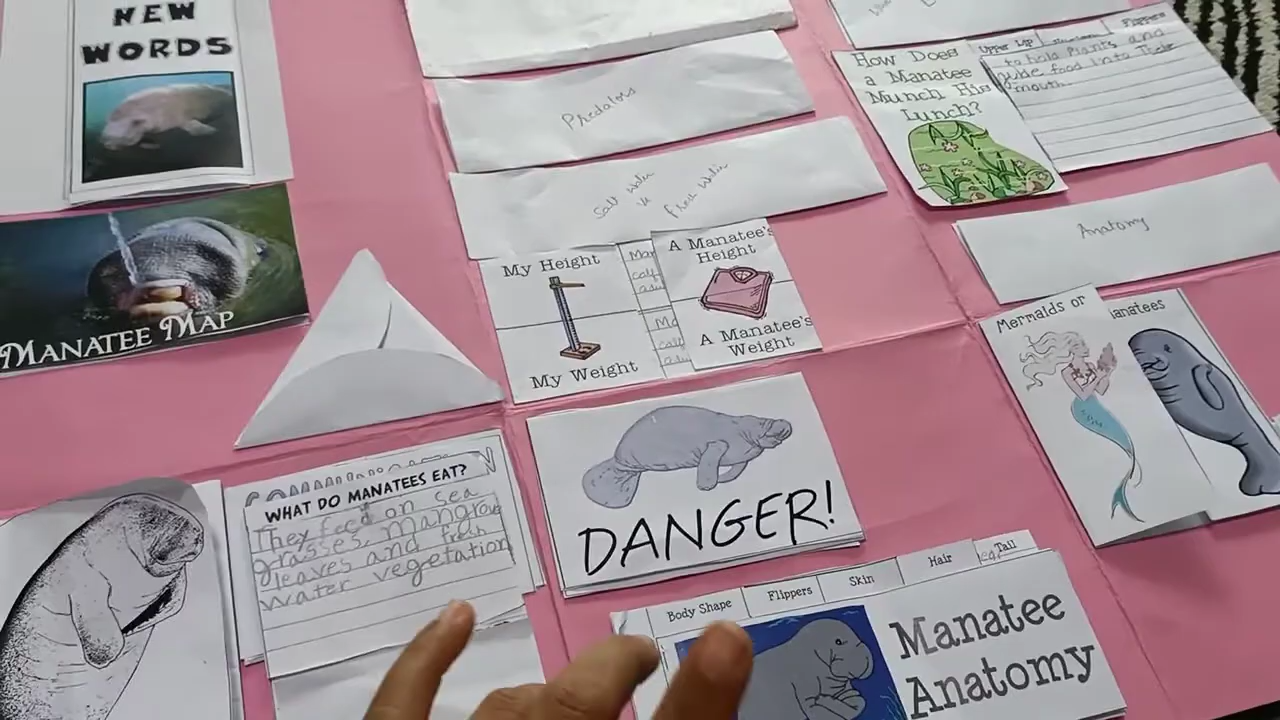 NEW
WORDS
MANATEE MAP
Predators
Salt Water
vs
My Height
My Weight
A Manatee's
Height
A Manatee's
Weight
How Does
a Manatee
Munch His
Lunch?
Upper Lip
Flippers
to hold Plants and
guide food into Their
mouth.
Anatomy
Mermaids or
anatees
WHAT DO MANATEES EAT?
They feed on sea
grasses, mangrove
leaves and fresh
water vegetation
DANGER!
Body Shape
Flippers
Skin
Hair
Tail
Manatee
Anatomy